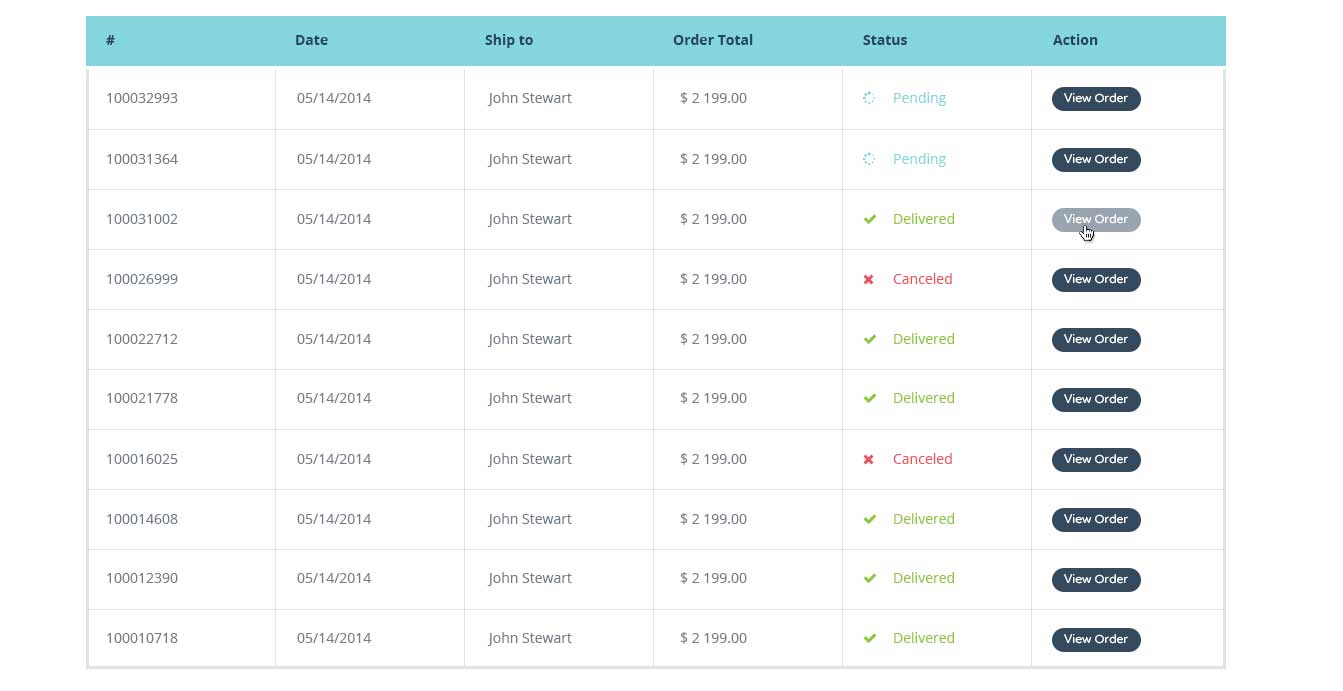 # Date Ship to Order Total Status Action
100032993 05/14/2014 John Stewart $ 2 199.00 Pending View Order
100031364 05/14/2014 John Stewart $ 2 199.00 Pending View Order
100031002 05/14/2014 John Stewart $ 2 199.00 Delivered View Order
100026999 05/14/2014 John Stewart $ 2 199.00 Canceled View Order
100022712 05/14/2014 John Stewart $ 2 199.00 Delivered View Order
100021778 05/14/2014 John Stewart $ 2 199.00 Delivered View Order
100016025 05/14/2014 John Stewart $ 2 199.00 Canceled View Order
100014608 05/14/2014 John Stewart $ 2 199.00 Delivered View Order
100012390 05/14/2014 John Stewart $ 2 199.00 Delivered View Order
100010718 05/14/2014 John Stewart $ 2 199.00 Delivered View Order